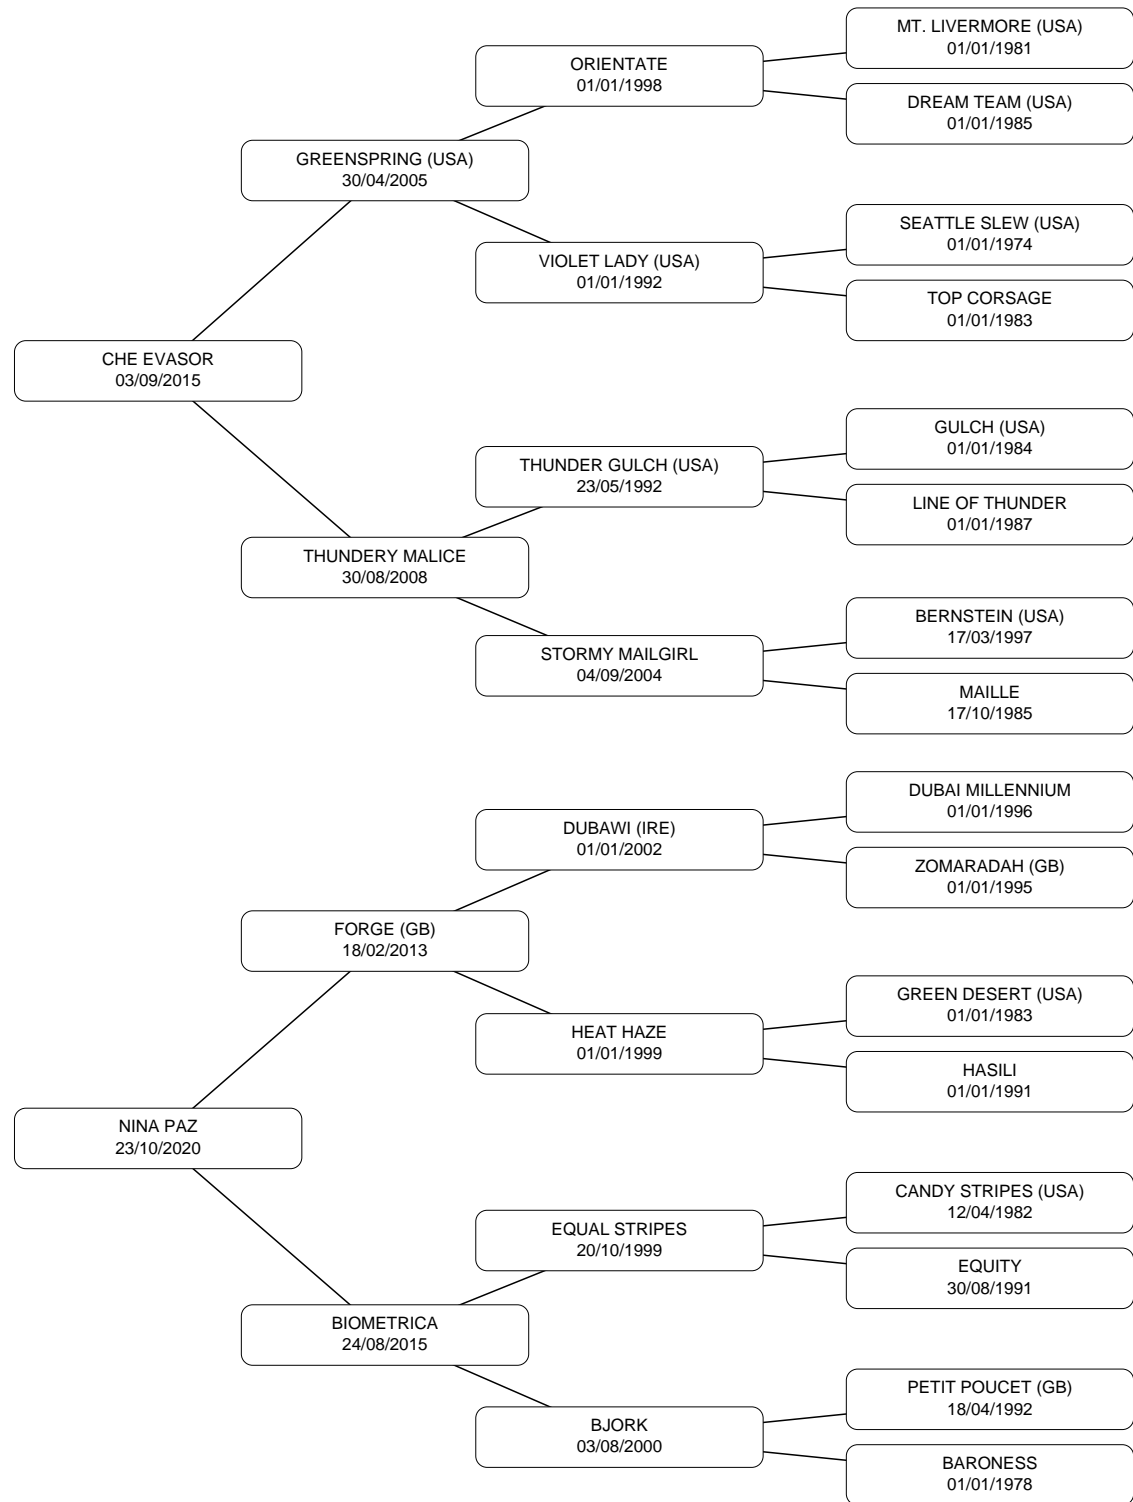 MT. LIVERMORE (USA)
01/01/1981
ORIENTATE
01/01/1998
DREAM TEAM (USA)
01/01/1985
GREENSPRING (USA)
30/04/2005
SEATTLE SLEW (USA)
01/01/1974
VIOLET LADY (USA)
01/01/1992
TOP CORSAGE
01/01/1983
CHE EVASOR
03/09/2015
GULCH (USA)
01/01/1984
THUNDER GULCH (USA)
23/05/1992
LINE OF THUNDER
01/01/1987
THUNDERY MALICE
30/08/2008
BERNSTEIN (USA)
17/03/1997
STORMY MAILGIRL
04/09/2004
MAILLE
17/10/1985
DUBAI MILLENNIUM
01/01/1996
DUBAWI (IRE)
01/01/2002
ZOMARADAH (GB)
01/01/1995
FORGE (GB)
18/02/2013
GREEN DESERT (USA)
01/01/1983
HEAT HAZE
01/01/1999
HASILI
01/01/1991
NINA PAZ
23/10/2020
CANDY STRIPES (USA)
12/04/1982
EQUAL STRIPES
20/10/1999
EQUITY
30/08/1991
BIOMETRICA
24/08/2015
PETIT POUCET (GB)
18/04/1992
BJORK
03/08/2000
BARONESS
01/01/1978